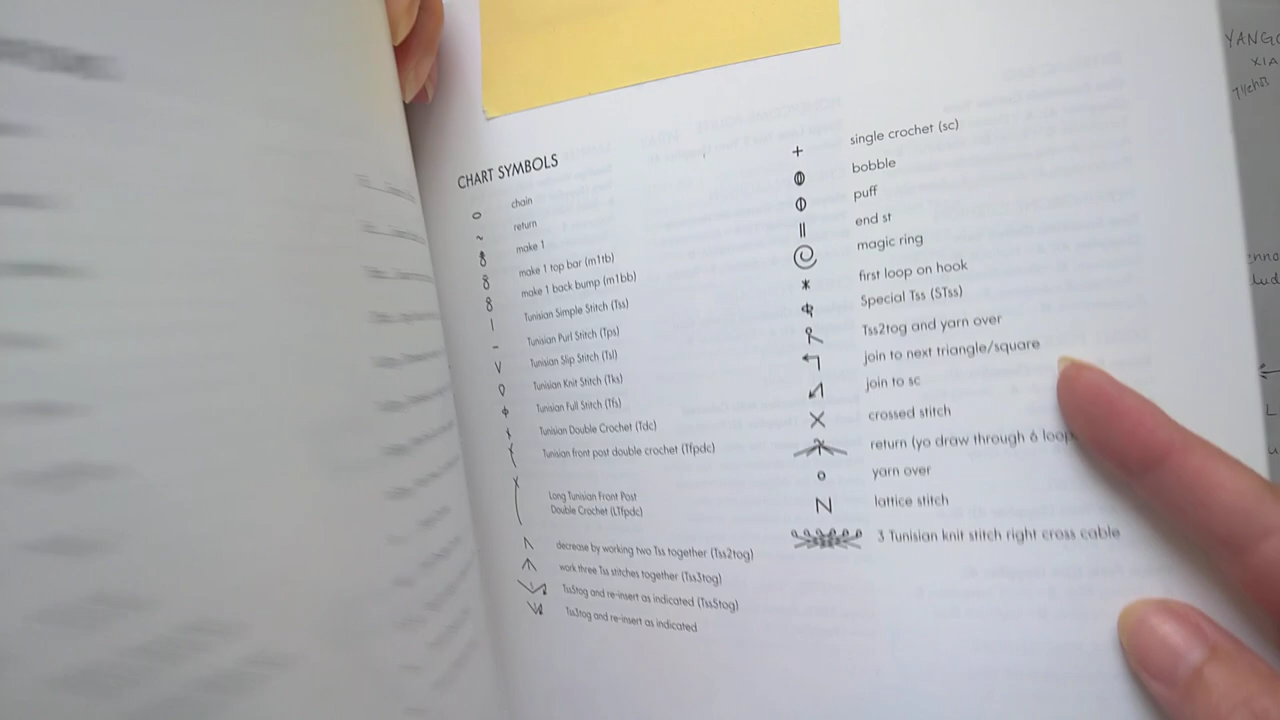 CHART SYMBOLS
chain
return
make 1
make 1 top bar (m1tb)
make 1 back bump (m1bb)
Tunisian Simple Stitch (Tss)
Tunisian Purl Stitch (Tps)
Tunisian Slip Stitch (Tsl)
Tunisian Knit Stitch (Tks)
Tunisian Full Stitch (Tfs)
Tunisian Double Crochet (Tdc)
Tunisian front post double crochet (Tfpdc)
Long Tunisian Front Post
Double Crochet (LTfpdc)
decrease by working two Tss together (Tss2tog)
work three Tss stitches together (Tss3tog)
Tss5tog and re-insert as indicated (Tss5tog)
Tss3tog and re-insert as indicated
single crochet (sc)
bobble
puff
end st
magic ring
first loop on hook
Special Tss (STss)
Tss2tog and yarn over
join to next triangle/square
join to sc
crossed stitch
return (yo draw through 6 loop
yarn over
lattice stitch
3 Tunisian knit stitch right cross cable
YANG
XIA